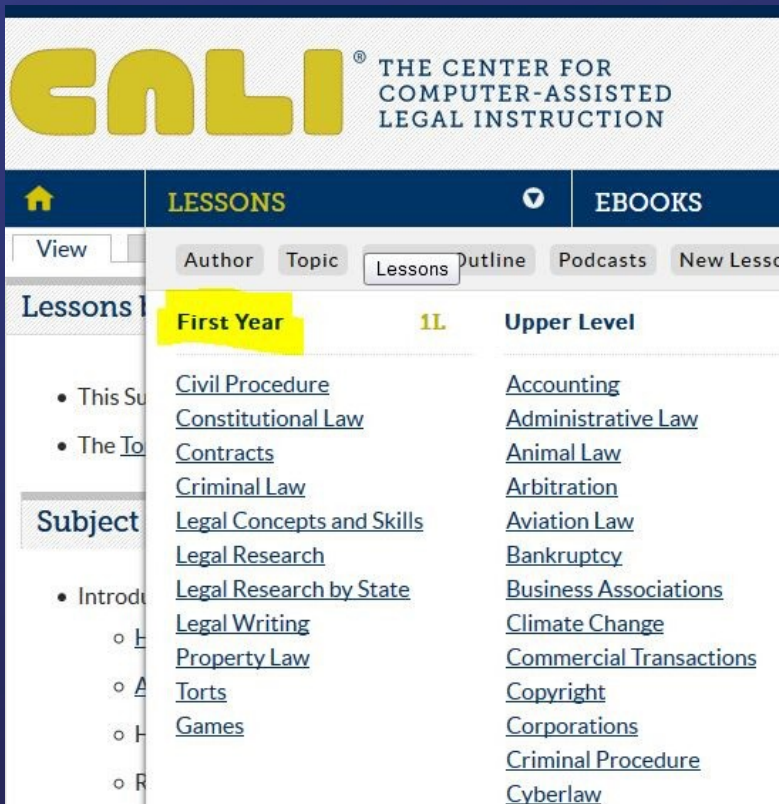 CALI®
THE CENTER FOR
COMPUTER-ASSISTED
LEGAL INSTRUCTION
LESSONS
EBOOKS
View
Author Topic Outline Podcasts New
Lessons
Lessons
First Year 1L
Upper Level
This
The
Subject
Civil Procedure
Constitutional Law
Contracts
Criminal Law
Legal Concepts and Skills
Legal Research
Legal Research by State
Legal Writing
Property Law
Torts
Games
Accounting
Administrative Law
Animal Law
Arbitration
Aviation Law
Bankruptcy
Business Associations
Climate Change
Commercial Transactions
Copyright
Corporations
Criminal Procedure
Cyberlaw